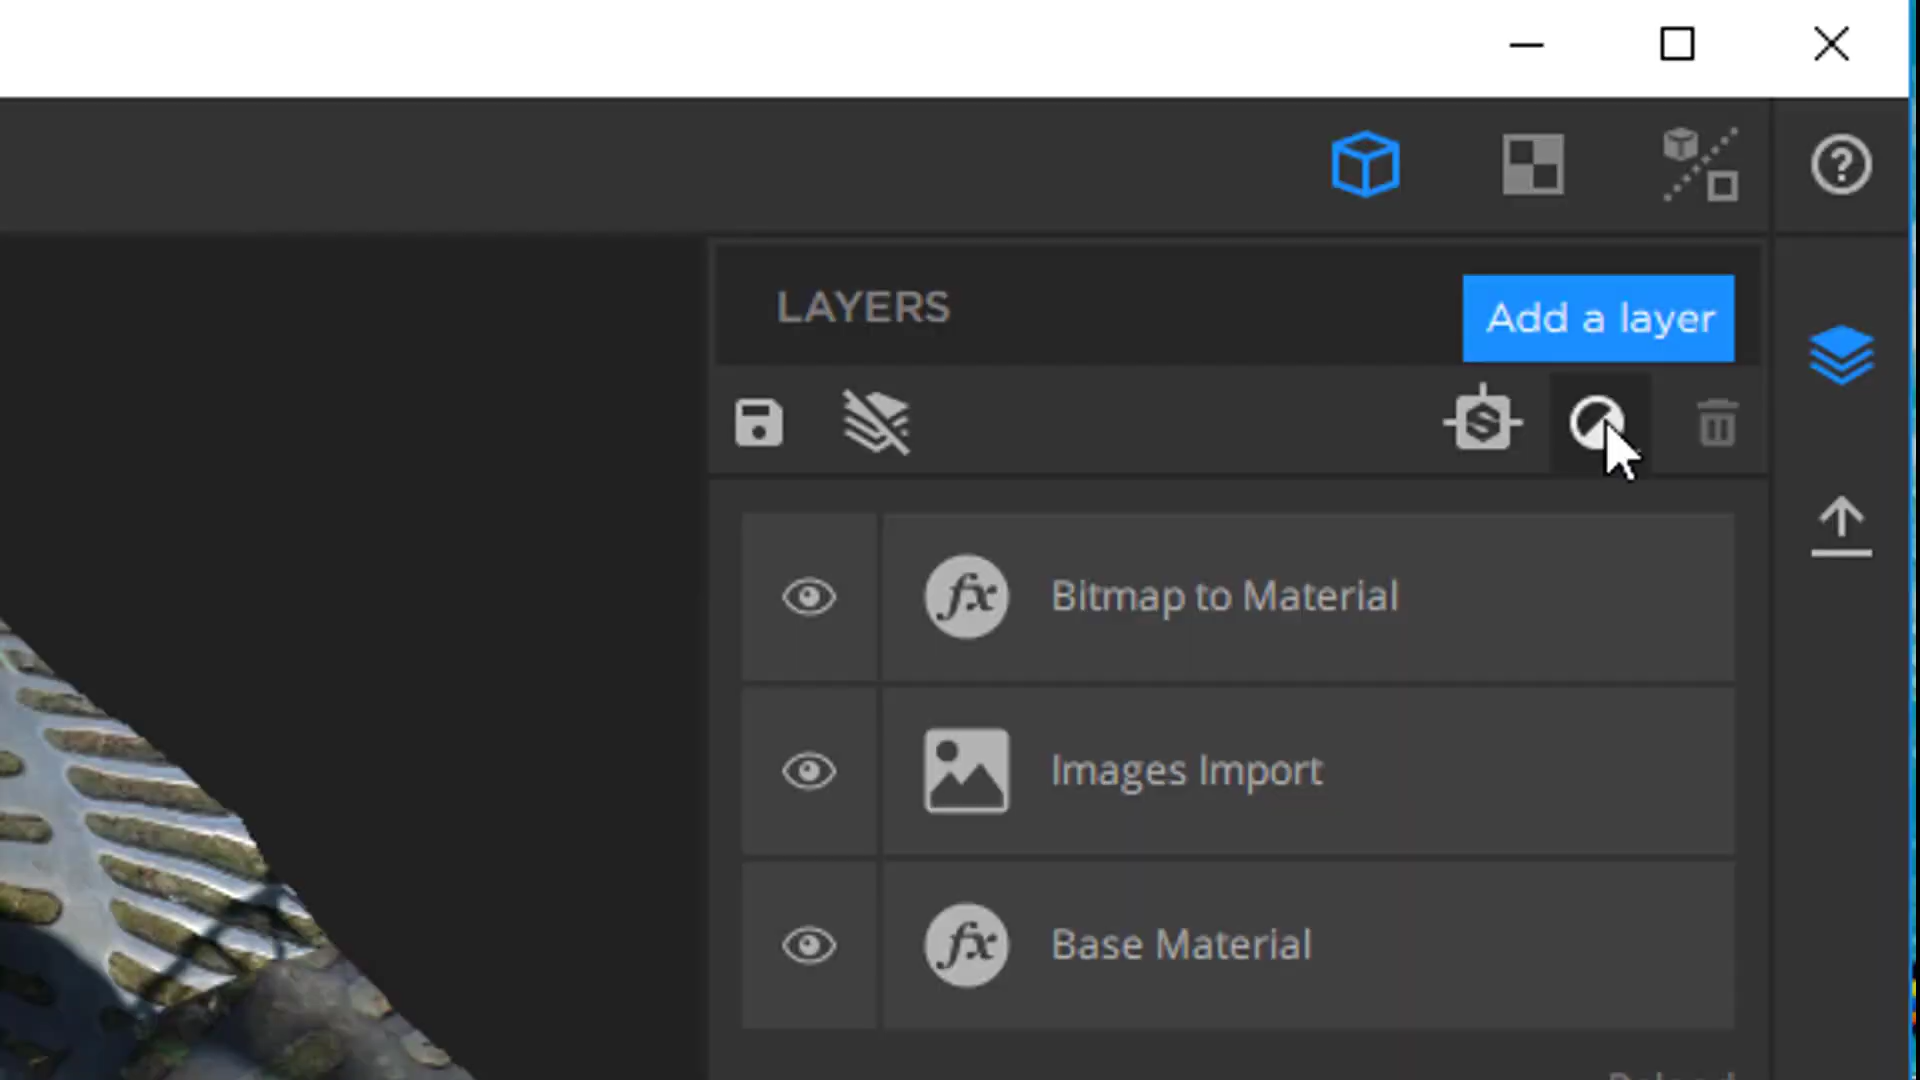 LAYERS
Add a layer
Bitmap to Material
Images Import
Base Material